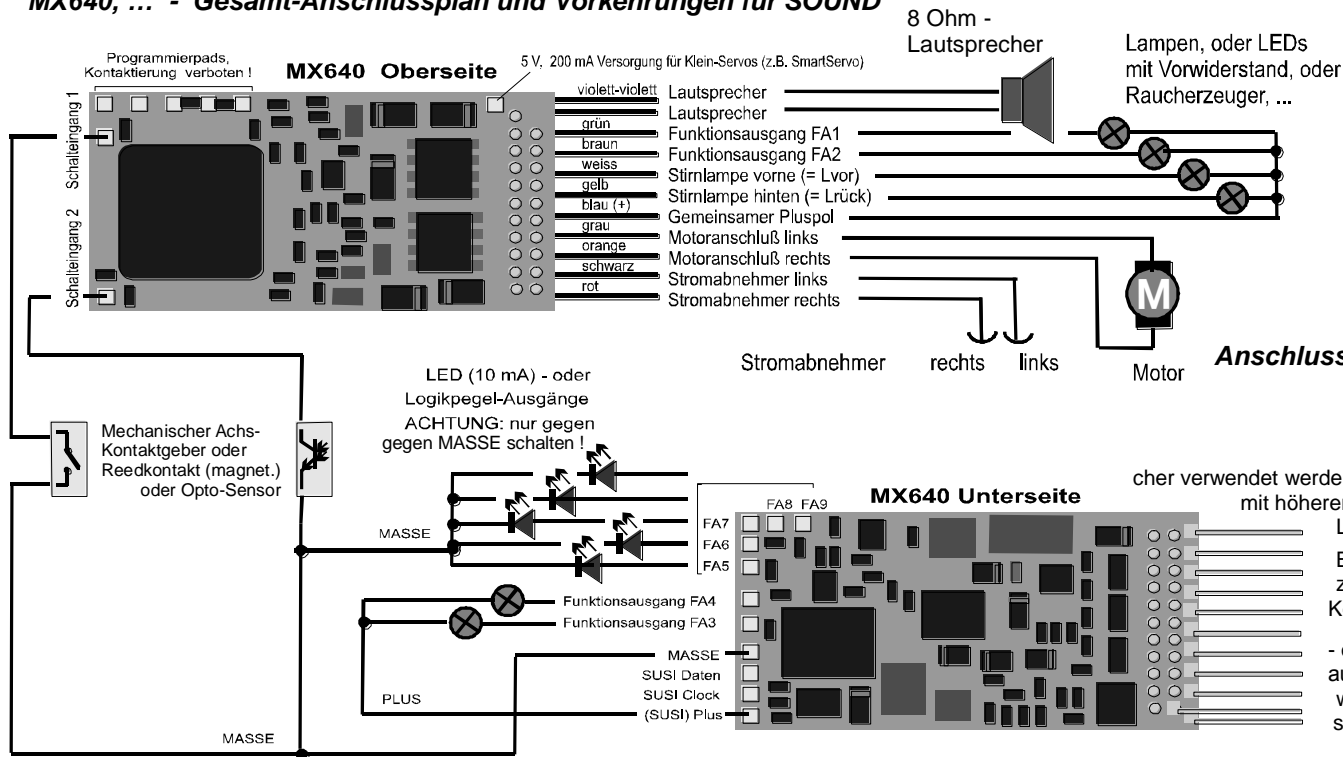 MX640, … - Gesamt-Anschlussplan und Vorkehrungen für SOUND
8 Ohm -
Lautsprecher
Lampen, oder LEDs
mit Vorwiderstand, oder
Raucherzeuger, ...
Programmierpads,
Kontaktierung verboten !
MX640 Oberseite
5 V, 200 mA Versorgung für Klein-Servos (z.B. SmartServo)
Schalteingang 1
Schalteingang 2
violett-violett Lautsprecher
Lautsprecher
grün Funktionsausgang FA1
braun Funktionsausgang FA2
weiss Stirnlampe vorne (= Lvor)
gelb Stirnlampe hinten (= Lrück)
blau (+) Gemeinsamer Pluspol
grau Motoranschluß links
orange Motoranschluß rechts
schwarz Stromabnehmer links
rot Stromabnehmer rechts
M
Stromabnehmer rechts links
Motor
Anschluss
LED (10 mA) - oder
Logikpegel-Ausgänge
ACHTUNG: nur gegen
gegen MASSE schalten !
Mechanischer Achs-
Kontaktgeber oder
Reedkontakt (magnet.)
oder Opto-Sensor
MASSE
cher verwendet werde
mit höherer
MX640 Unterseite
FA8 FA9
FA7
FA6
FA5
Funktionsausgang FA4
Funktionsausgang FA3
MASSE
SUSI Daten
SUSI Clock
(SUSI) Plus
PLUS
MASSE
L
E
z
K
- 
au
w
s